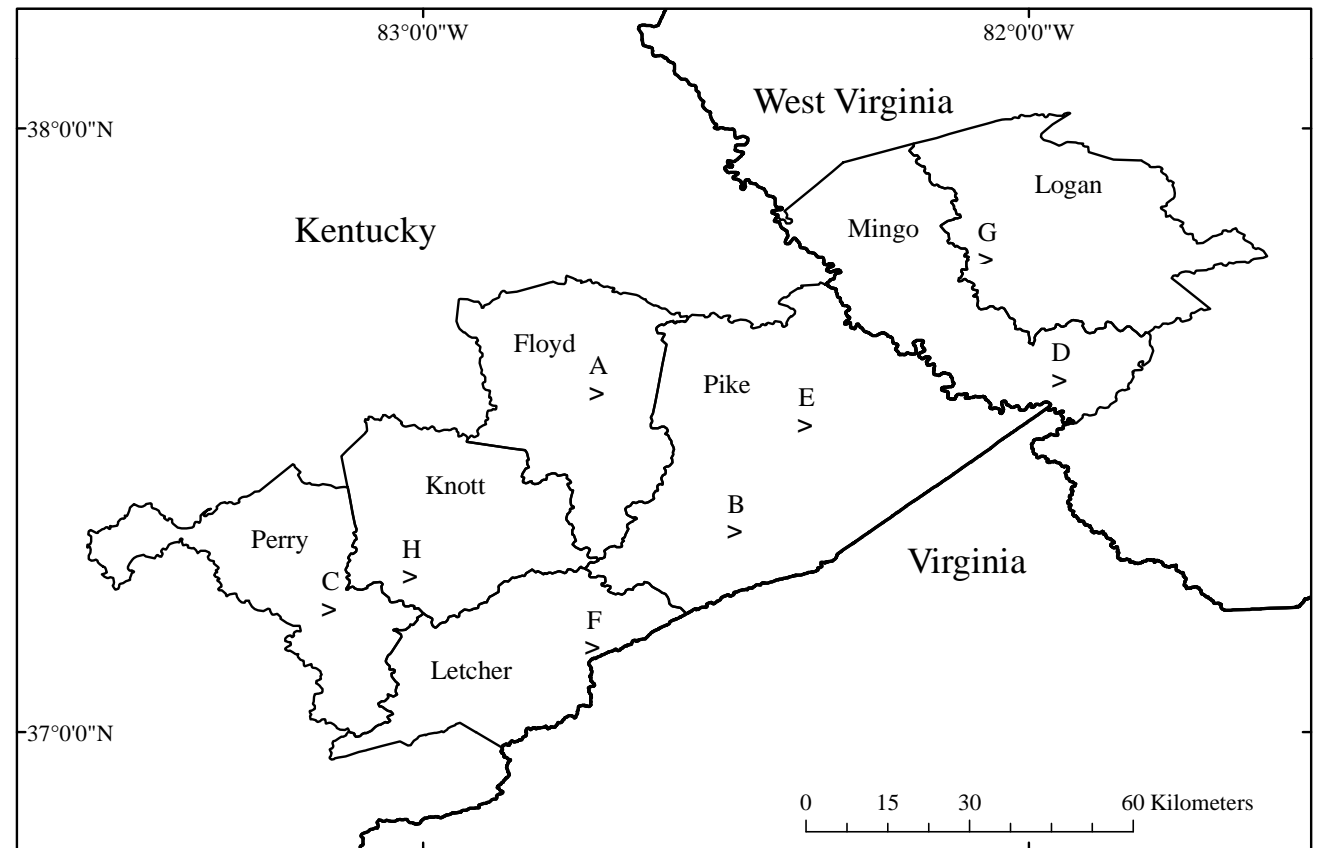 83°0'0"W
82°0'0"W
West Virginia
38°0'0"N
Logan
Kentucky
Mingo
G
>
Floyd
A
>
D
>
Pike
E
>
Knott
B
>
Perry
H
>
Virginia
C
>
F
>
Letcher
37°0'0"N
0 15 30 60 Kilometers